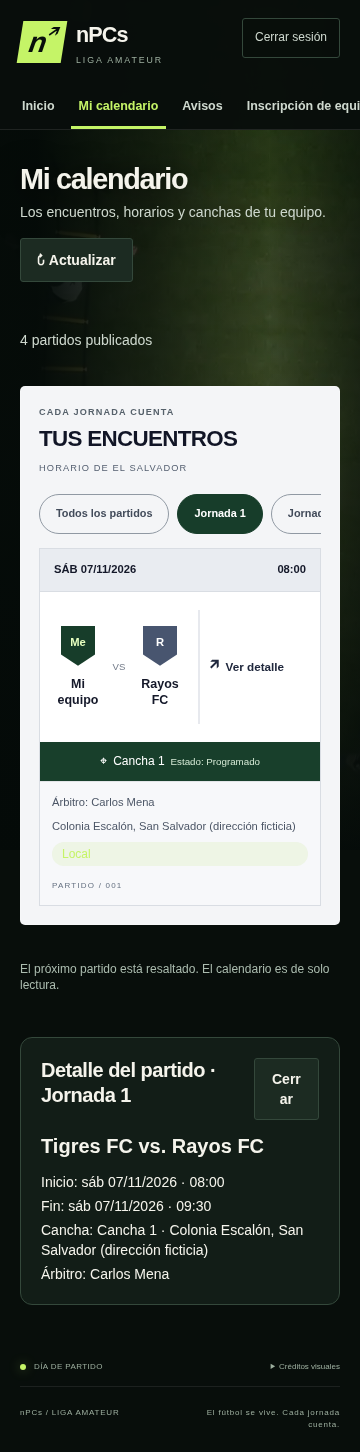 n nPCs
LIGA AMATEUR
Cerrar sesión
Inicio Mi calendario Avisos Inscripción de equi
Mi calendario
Los encuentros, horarios y canchas de tu equipo.
↻ Actualizar
4 partidos publicados
CADA JORNADA CUENTA
TUS ENCUENTROS
HORARIO DE EL SALVADOR
Todos los partidos Jornada 1 Jornad
SÁB 07/11/2026 08:00
Me VS R
Mi equipo
Rayos FC
Ver detalle
⌖ Cancha 1 Estado: Programado
Árbitro: Carlos Mena
Colonia Escalón, San Salvador (dirección ficticia)
Local
PARTIDO / 001
El próximo partido está resaltado. El calendario es de solo
lectura.
Detalle del partido ·
Jornada 1
Cerr
ar
Tigres FC vs. Rayos FC
Inicio: sáb 07/11/2026 · 08:00
Fin: sáb 07/11/2026 · 09:30
Cancha: Cancha 1 · Colonia Escalón, San
Salvador (dirección ficticia)
Árbitro: Carlos Mena
DÍA DE PARTIDO
▸ Créditos visuales
nPCs / LIGA AMATEUR
El fútbol se vive. Cada jornada
cuenta.